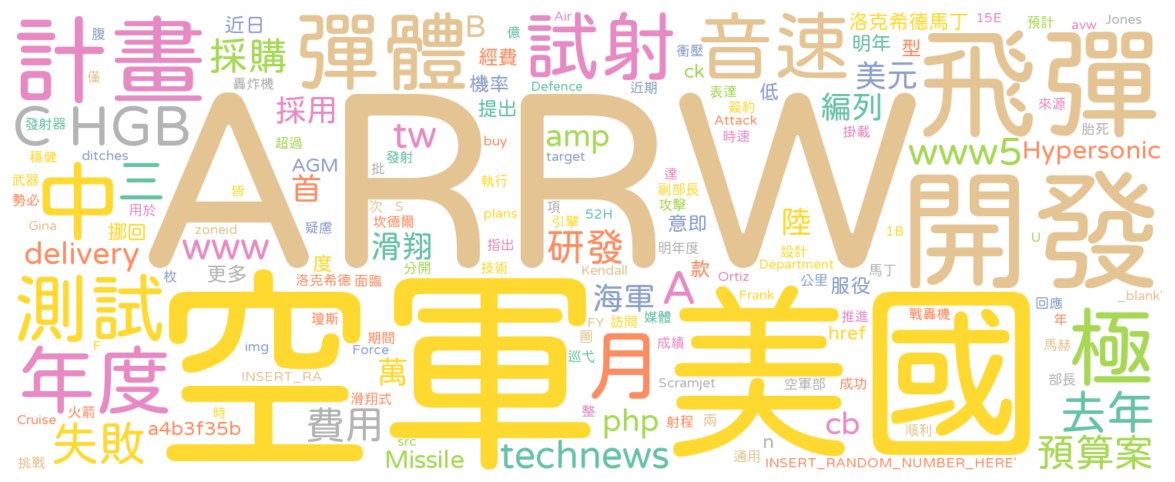 計畫
腹
僅
近日
採購
轟炸機
彈體
B
億
經費
機率
試射
Air
Defence
衝壓
近期
音速
ck
表達
簽約
Attack
時速
低
洛克希德馬丁
15E
預計
avw
Jones
明年
型
美元
編列
掛載
來源
飛彈
胎死
C
HGB
發射器
ditches
穩健
武器
勢必
中
三
用於
超過
採用
AGM
首
皆
Gina
zoneid
挪回
疑慮
delivery
www
枚
更多
度
ARRW
tw
發射
批
提出
buy
amp
target
執行
次
S
坎德爾
plans
項
引擎
52H
滑翔
指出
研發
分開
技術
Kendall
達
副部長
攻擊
意即
陸
明年度
設計
Department
款
公里
馬丁
1B
U
www5
Hypersonic
開發
測試
洛克希德
面臨
瓊斯
期間
Force
img
INSERT_RA
F
年度
空軍
海軍
A
Ortiz
Frank
服役
FY
訪問
媒體
團
巡弋
月
成績
推進
href
美國
戰轟機
回應
年
_blank'
馬赫
極
部長
去年
Scramjet
空軍部
成功
萬
滑翔式
Cruise
火箭
時
a4b3f35b
費用
src
Missile
整
php
射程
兩
cb
n
通用
順利
失敗
挑戰
technews
INSERT_RANDOM_NUMBER_HERE'
預算案